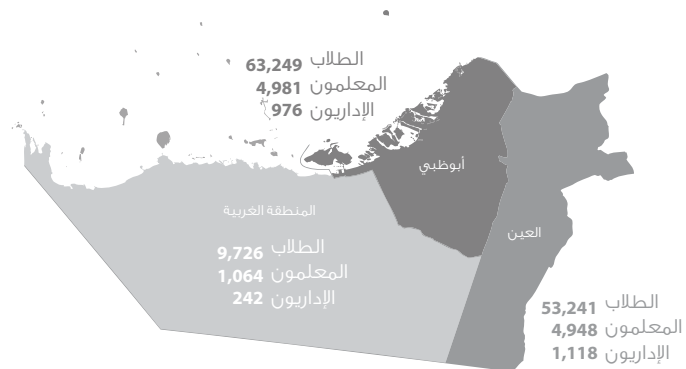 الطلاب 63,249
المعلمون 4,981
الإداريون 976
أبوظبي
المنطقة الغربية
العين
الطلاب 9,726
المعلمون 1,064
الإداريون 242
الطلاب 53,241
المعلمون 4,948
الإداريون 1,118